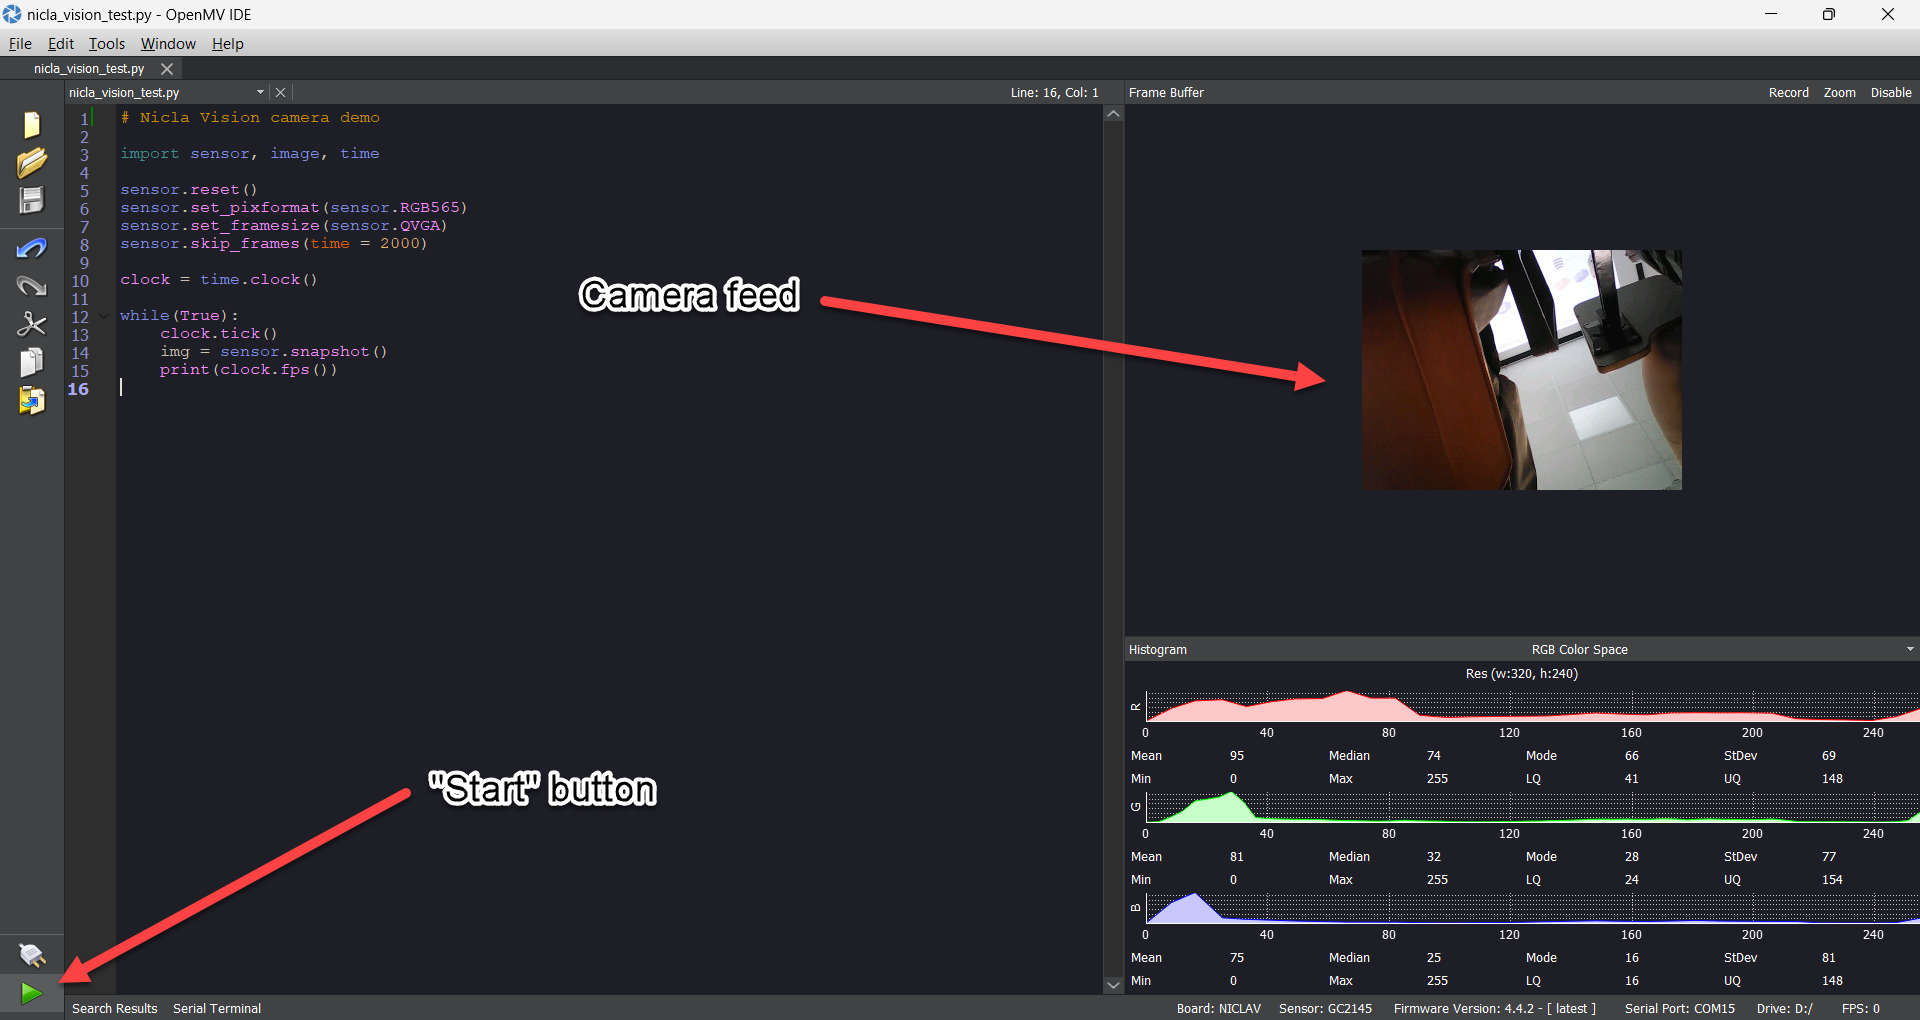 nicla_vision_test.py - OpenMV IDE
File Edit Tools Window Help
nicla_vision_test.py
nicla_vision_test.py
Line: 16, Col: 1
1 # Nicla Vision camera demo
2
3 import sensor, image, time
4
5 sensor.reset()
6 sensor.set_pixformat(sensor.RGB565)
7 sensor.set_framesize(sensor.QVGA)
8 sensor.skip_frames(time = 2000)
9
10 clock = time.clock()
11
12 while(True):
13 clock.tick()
14 img = sensor.snapshot()
15 print(clock.fps())
16
Camera feed
"Start" button
Frame Buffer Record Zoom Disable
Histogram RGB Color Space
Res (w:320, h:240)
R
0 40 80 120 160 200 240
Mean 95 Median 74 Mode 66 StDev 69
Min 0 Max 255 LQ 41 UQ 148
G
0 40 80 120 160 200 240
Mean 81 Median 32 Mode 28 StDev 77
Min 0 Max 255 LQ 24 UQ 154
B
0 40 80 120 160 200 240
Mean 75 Median 25 Mode 16 StDev 81
Min 0 Max 255 LQ 16 UQ 148
Search Results Serial Terminal
Board: NICLAV Sensor: GC2145 Firmware Version: 4.4.2 - [ latest ] Serial Port: COM15 Drive: D:/ FPS: 0